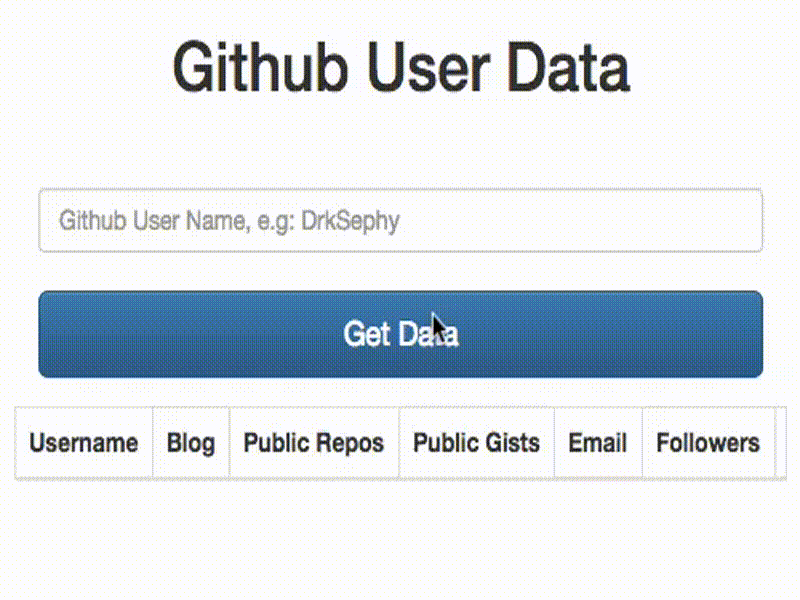 Github User Data
Github User Name, e.g: DrkSephy
Get Data
Username Blog Public Repos Public Gists Email Followers